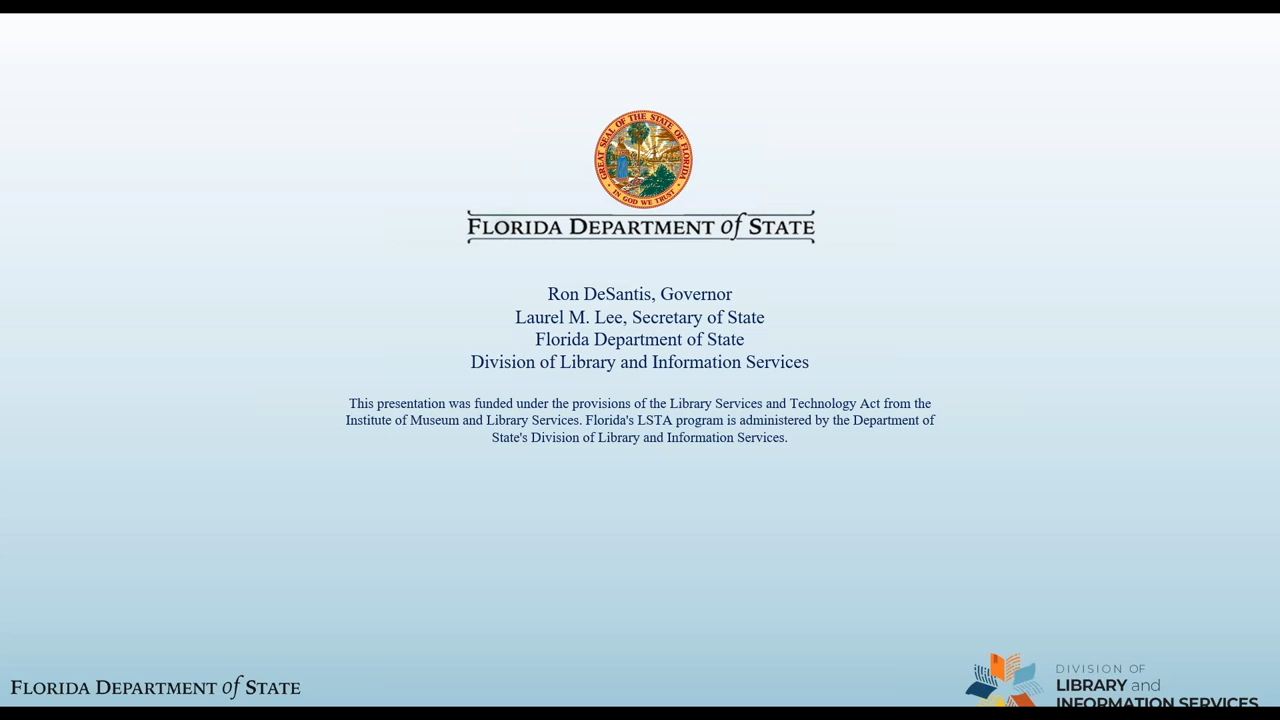 GREAT SEAL OF THE STATE OF FLORIDA
IN GOD WE TRUST
FLORIDA DEPARTMENT of STATE
Ron DeSantis, Governor
Laurel M. Lee, Secretary of State
Florida Department of State
Division of Library and Information Services
This presentation was funded under the provisions of the Library Services and Technology Act from the
Institute of Museum and Library Services. Florida's LSTA program is administered by the Department of
State's Division of Library and Information Services.
FLORIDA DEPARTMENT of STATE
DIVISION OF
LIBRARY and
INFORMATION SERVICES